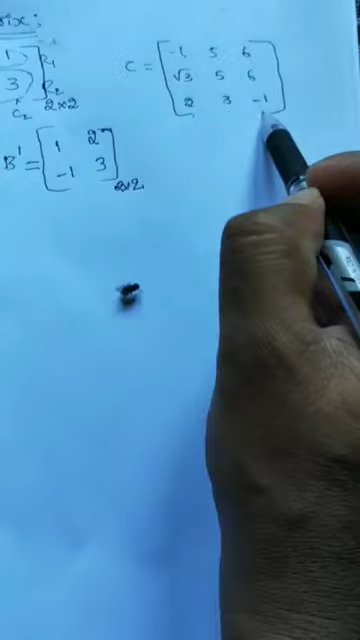 rix:
1 ] R₁
3 ] R₂
C₂ 2×2
B' = [ 1 2
-1 3 ] 2×2
C = [ -1 5 6
√3 5 6
2 3 -1 ]